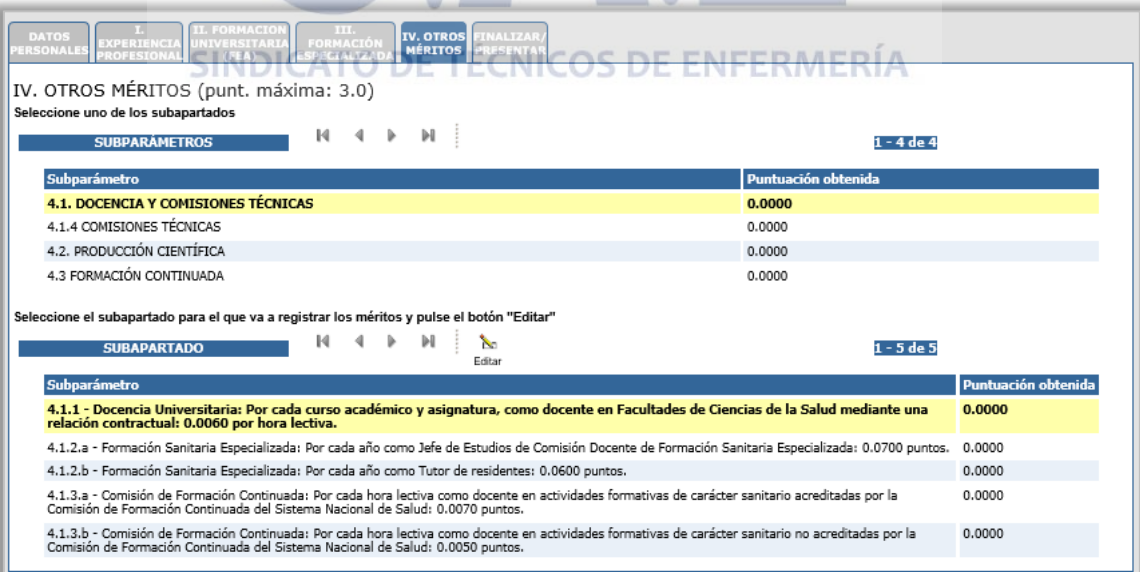 DATOS
PERSONALES
I.
EXPERIENCIA
PROFESIONAL
II. FORMACION
UNIVERSITARIA
(FEA)
III.
FORMACIÓN
ESPECIALIZADA
IV. OTROS
MÉRITOS
FINALIZAR/
PRESENTAR
SINDICATO DE TÉCNICOS DE ENFERMERÍA
IV. OTROS MÉRITOS (punt. máxima: 3.0)
Seleccione uno de los subapartados
SUBPARÁMETROS
1 - 4 de 4
Subparámetro Puntuación obtenida
4.1. DOCENCIA Y COMISIONES TÉCNICAS 0.0000
4.1.4 COMISIONES TÉCNICAS 0.0000
4.2. PRODUCCIÓN CIENTÍFICA 0.0000
4.3 FORMACIÓN CONTINUADA 0.0000
Seleccione el subapartado para el que va a registrar los méritos y pulse el botón "Editar"
SUBAPARTADO
Editar
1 - 5 de 5
Subparámetro Puntuación obtenida
4.1.1 - Docencia Universitaria: Por cada curso académico y asignatura, como docente en Facultades de Ciencias de la Salud mediante una 0.0000
relación contractual: 0.0060 por hora lectiva.
4.1.2.a - Formación Sanitaria Especializada: Por cada año como Jefe de Estudios de Comisión Docente de Formación Sanitaria Especializada: 0.0700 puntos. 0.0000
4.1.2.b - Formación Sanitaria Especializada: Por cada año como Tutor de residentes: 0.0600 puntos. 0.0000
4.1.3.a - Comisión de Formación Continuada: Por cada hora lectiva como docente en actividades formativas de carácter sanitario acreditadas por la 0.0000
Comisión de Formación Continuada del Sistema Nacional de Salud: 0.0070 puntos.
4.1.3.b - Comisión de Formación Continuada: Por cada hora lectiva como docente en actividades formativas de carácter sanitario no acreditadas por la 0.0000
Comisión de Formación Continuada del Sistema Nacional de Salud: 0.0050 puntos.